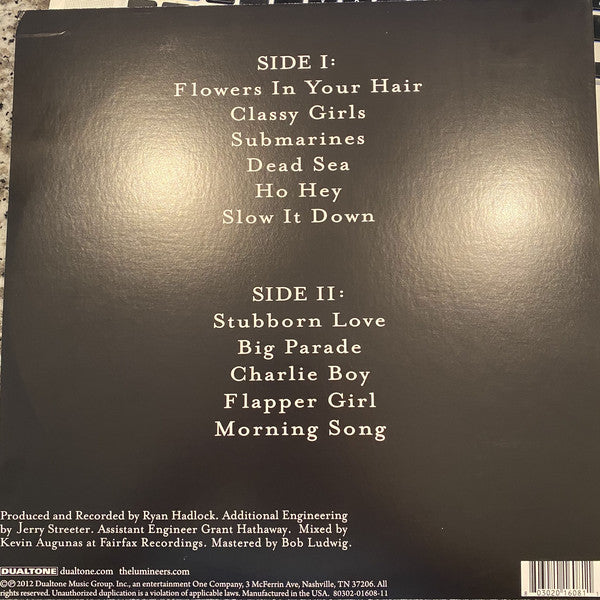 SIDE I:
Flowers In Your Hair
Classy Girls
Submarines
Dead Sea
Ho Hey
Slow It Down
SIDE II:
Stubborn Love
Big Parade
Charlie Boy
Flapper Girl
Morning Song
Produced and Recorded by Ryan Hadlock. Additional Engineering
by Jerry Streeter. Assistant Engineer Grant Hathaway. Mixed by
Kevin Augunas at Fairfax Recordings. Mastered by Bob Ludwig.
DUALTONE dualtone.com thelumineers.com
©℗ 2012 Dualtone Music Group, Inc., an entertainment One Company, 3 McFerrin Ave, Nashville, TN 37206. All
rights reserved. Unauthorized duplication is a violation of applicable laws. Manufactured in the USA. 80302-01608-11
8 03020 16081